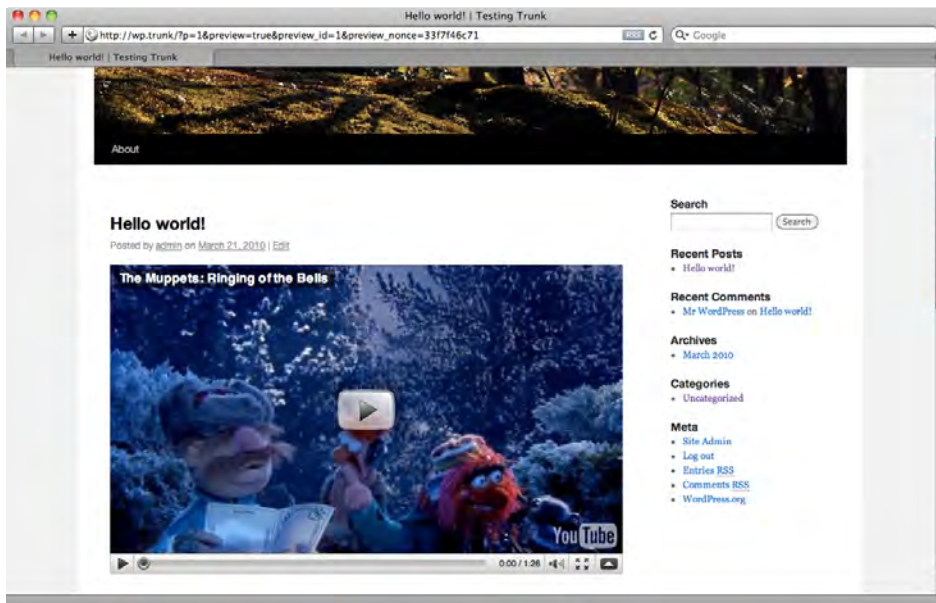 Hello world! | Testing Trunk
http://wp.trunk/?p=1&preview=true&preview_id=1&preview_nonce=33f7f46c71
RSS
Google
Hello world! | Testing Trunk
About
Hello world!
Posted by admin on March 21, 2010 | Edit
The Muppets: Ringing of the Bells
YouTube
0:00 / 1:26
Search
Search
Recent Posts
Hello world!
Recent Comments
Mr WordPress on Hello world!
Archives
March 2010
Categories
Uncategorized
Meta
Site Admin
Log out
Entries RSS
Comments RSS
WordPress.org